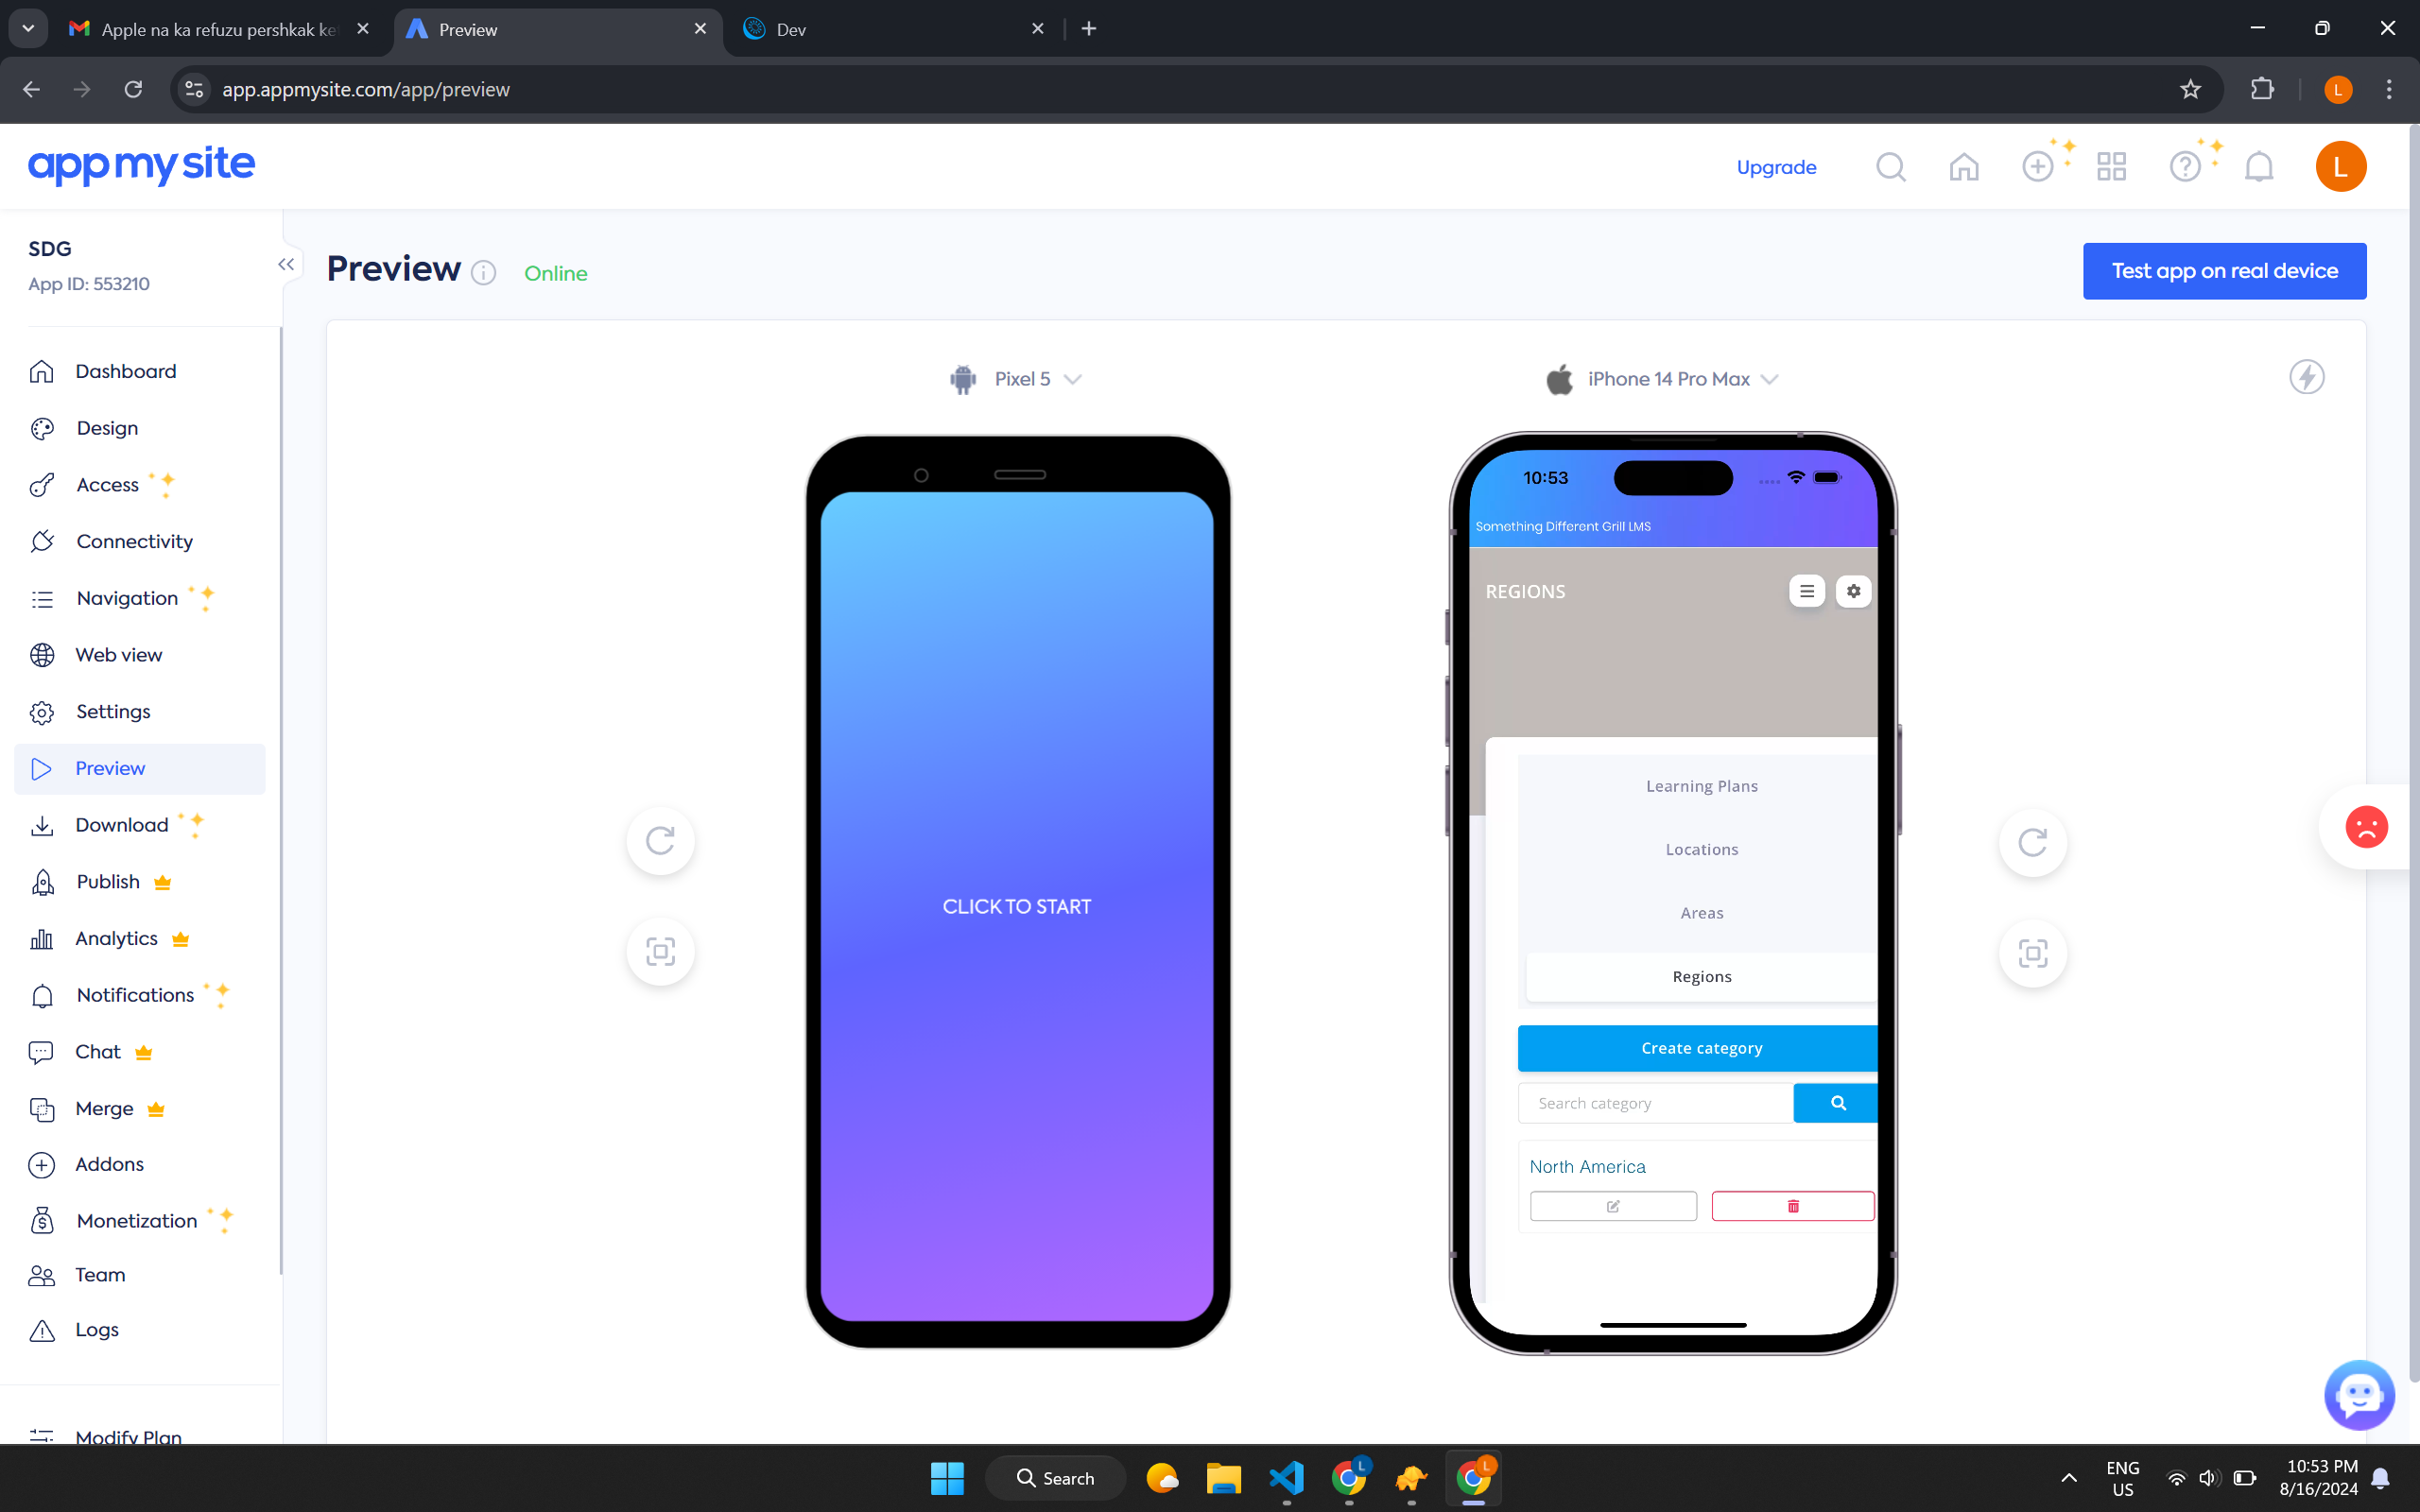 Apple na ka refuzu pershkak ke
Preview
Dev
app.appmysite.com/app/preview
app my site
Upgrade
L
SDG
App ID: 553210
Preview
Online
Test app on real device
Dashboard
Design
Access
Connectivity
Navigation
Web view
Settings
Preview
Download
Publish
Analytics
Notifications
Chat
Merge
Addons
Monetization
Team
Logs
Modify Plan
Pixel 5
CLICK TO START
iPhone 14 Pro Max
10:53
Something Different Grill LMS
REGIONS
Learning Plans
Locations
Areas
Regions
Create category
Search category
North America
Search
L
L
ENG
US
10:53 PM
8/16/2024